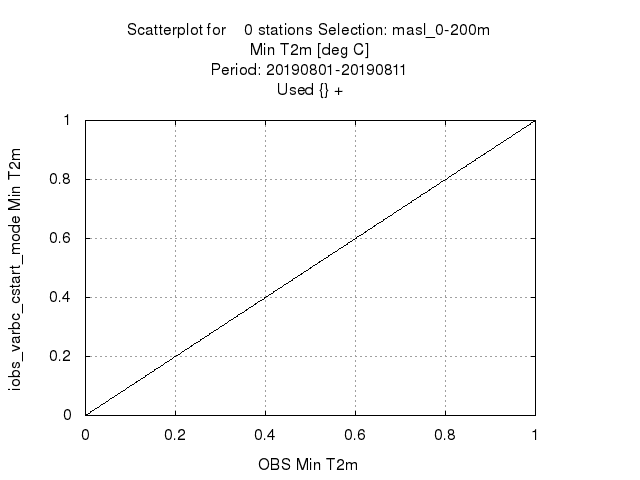 Scatterplot for    0 stations Selection: masl_0-200m
Min T2m [deg C]
Period: 20190801-20190811
Used {} +
iobs_varbc_cstart_mode Min T2m
1
0.8
0.6
0.4
0.2
0
0 0.2 0.4 0.6 0.8 1
OBS Min T2m